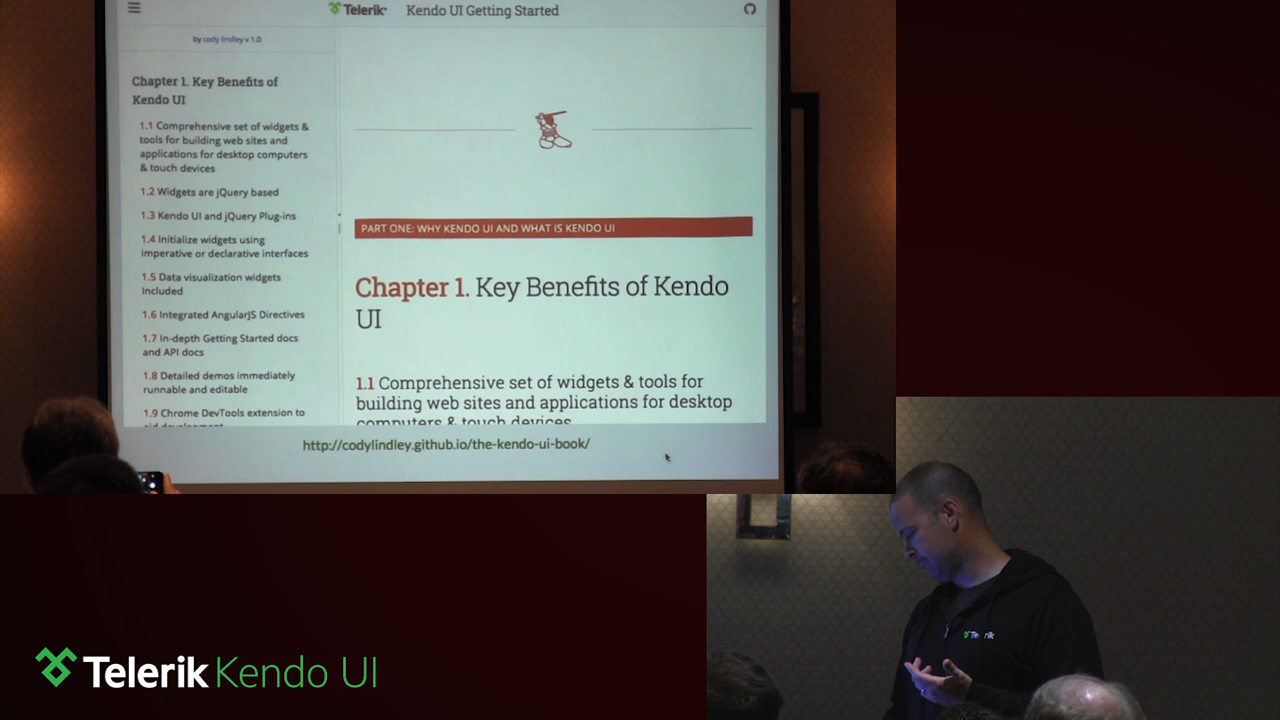 Telerik
Kendo UI Getting Started
by cody lindley v 1.0
Chapter 1. Key Benefits of
Kendo UI
1.1 Comprehensive set of widgets &
tools for building web sites and
applications for desktop computers
& touch devices
1.2 Widgets are jQuery based
1.3 Kendo UI and jQuery Plug-ins
1.4 Initialize widgets using
imperative or declarative interfaces
1.5 Data visualization widgets
Included
1.6 Integrated AngularJS Directives
1.7 In-depth Getting Started docs
and API docs
1.8 Detailed demos immediately
runnable and editable
1.9 Chrome DevTools extension to
aid development
PART ONE: WHY KENDO UI AND WHAT IS KENDO UI
Chapter 1. Key Benefits of Kendo
UI
1.1 Comprehensive set of widgets & tools for
building web sites and applications for desktop
computers & touch devices
http://codylindley.github.io/the-kendo-ui-book/
Telerik
Telerik Kendo UI